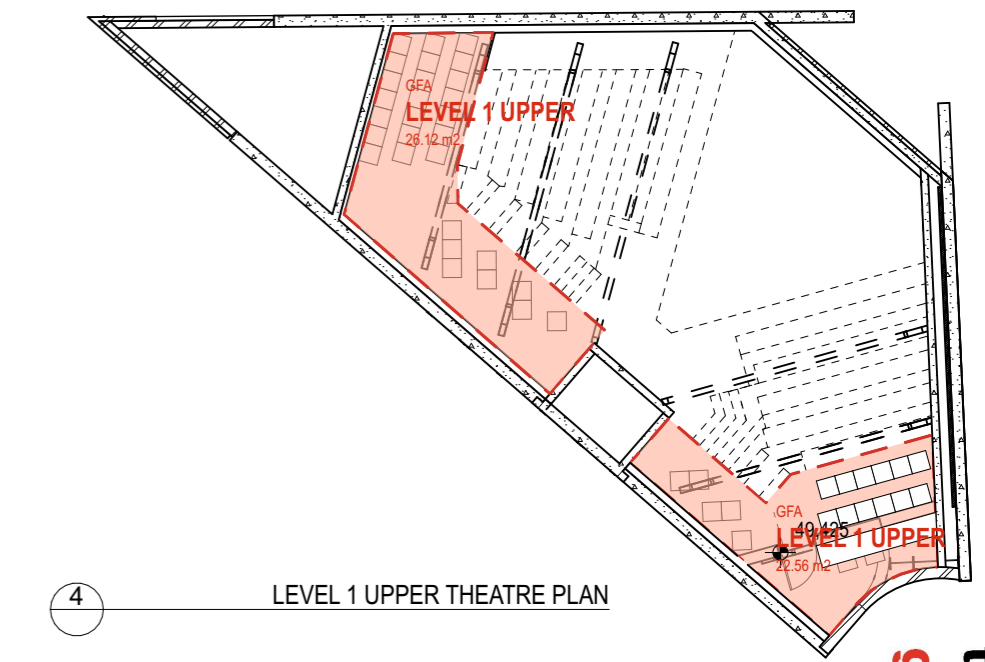 GFA
LEVEL 1 UPPER
26.12 m2
GFA
49.425
LEVEL 1 UPPER
22.56 m2
4
LEVEL 1 UPPER THEATRE PLAN